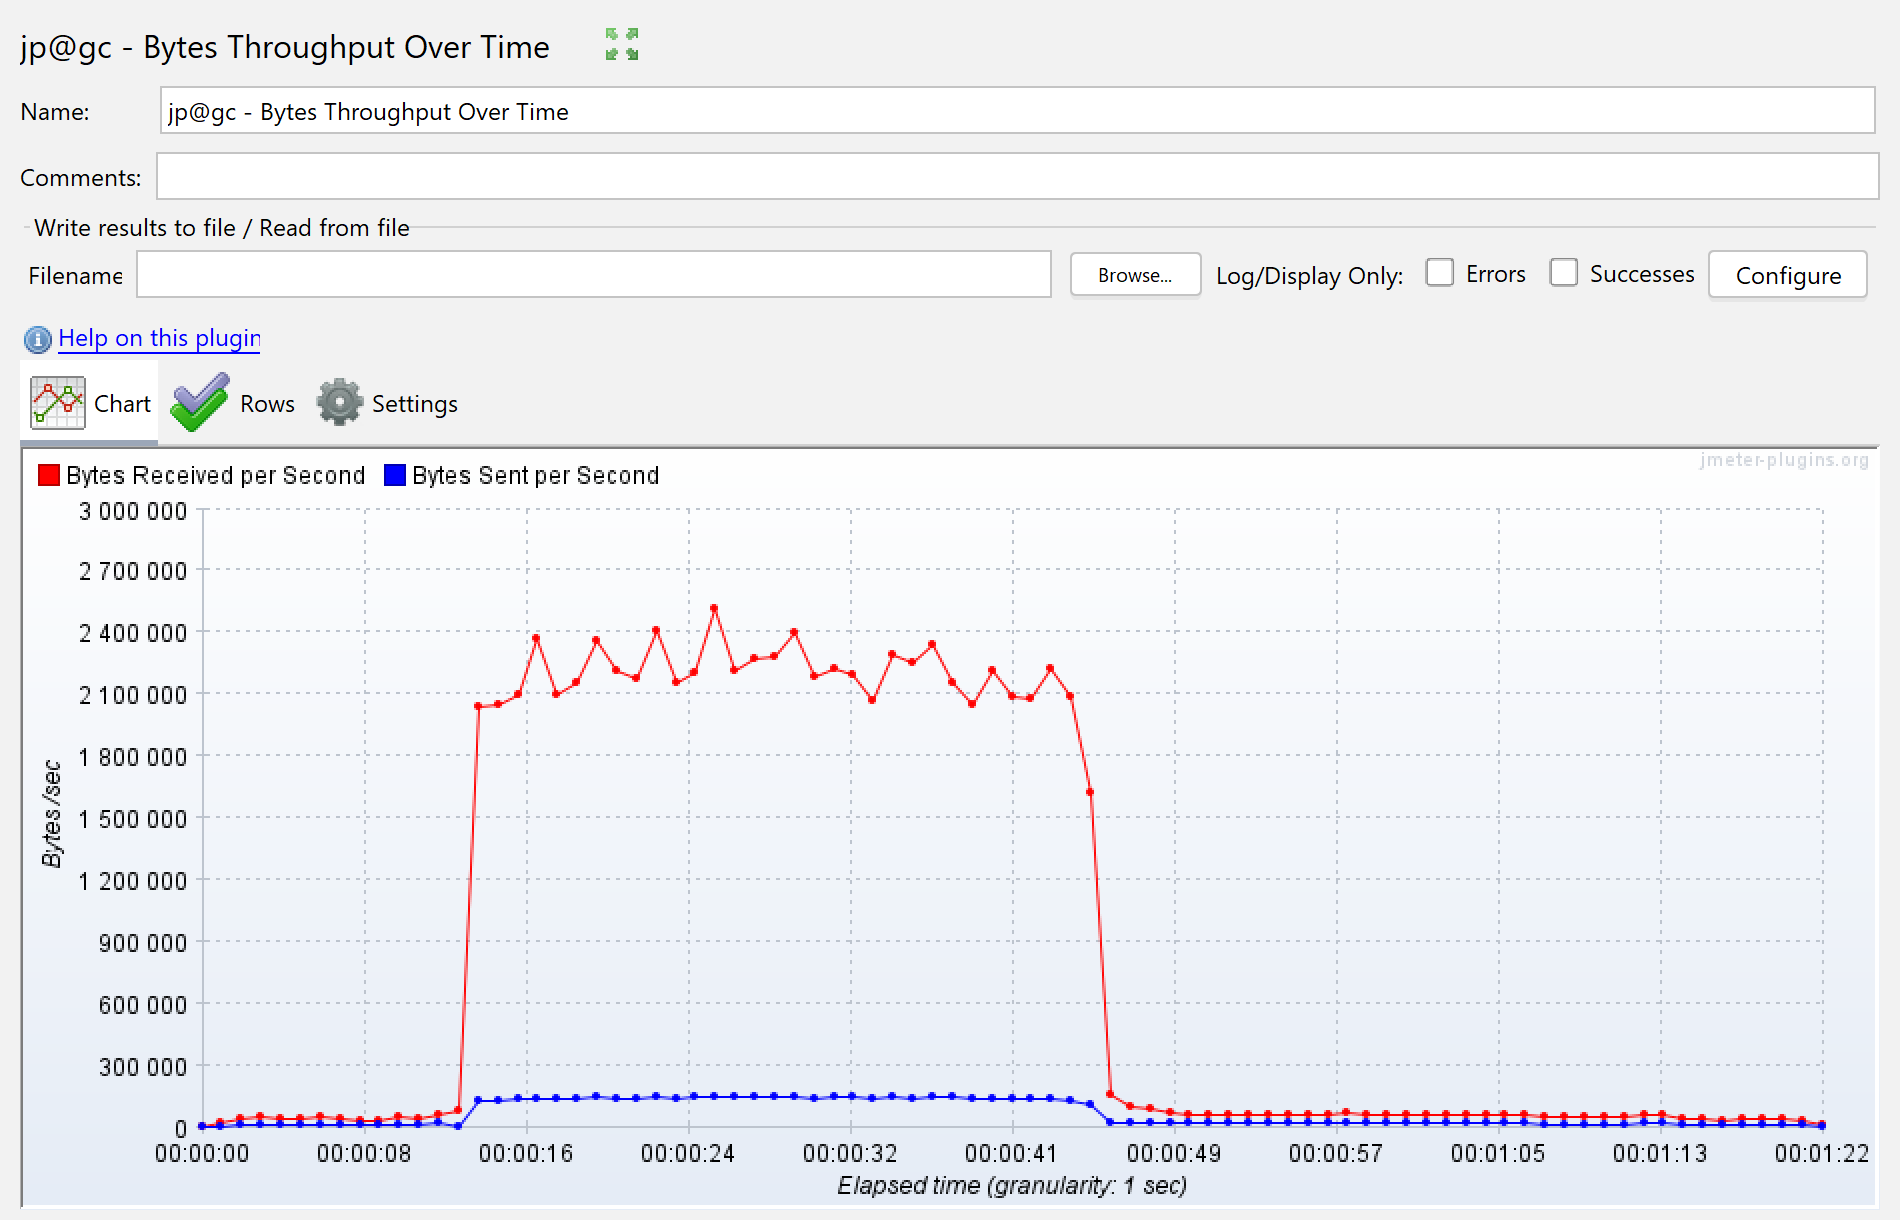 jp@gc - Bytes Throughput Over Time
Name: jp@gc - Bytes Throughput Over Time
Comments:
Write results to file / Read from file
Filename Browse... Log/Display Only: Errors Successes Configure
Help on this plugin
Chart Rows Settings
Bytes Received per Second Bytes Sent per Second
jmeter-plugins.org
3 000 000
2 700 000
2 400 000
2 100 000
1 800 000
1 500 000
1 200 000
900 000
600 000
300 000
0
Bytes /sec
00:00:00 00:00:08 00:00:16 00:00:24 00:00:32 00:00:41 00:00:49 00:00:57 00:01:05 00:01:13 00:01:22
Elapsed time (granularity: 1 sec)